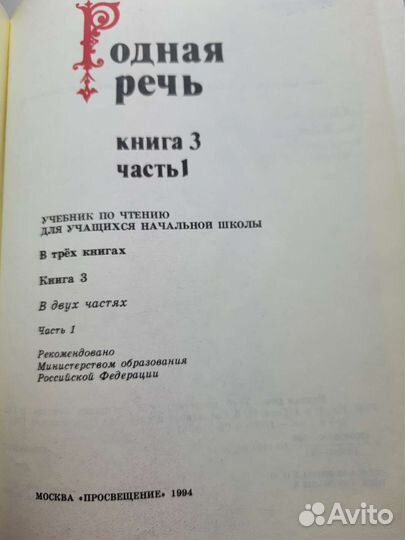 Родная
речь
книга 3
часть 1
УЧЕБНИК ПО ЧТЕНИЮ
ДЛЯ УЧАЩИХСЯ НАЧАЛЬНОЙ ШКОЛЫ
В трёх книгах
Книга 3
В двух частях
Часть 1
Рекомендовано
Министерством образования
Российской Федерации
МОСКВА «ПРОСВЕЩЕНИЕ» 1994
Avito